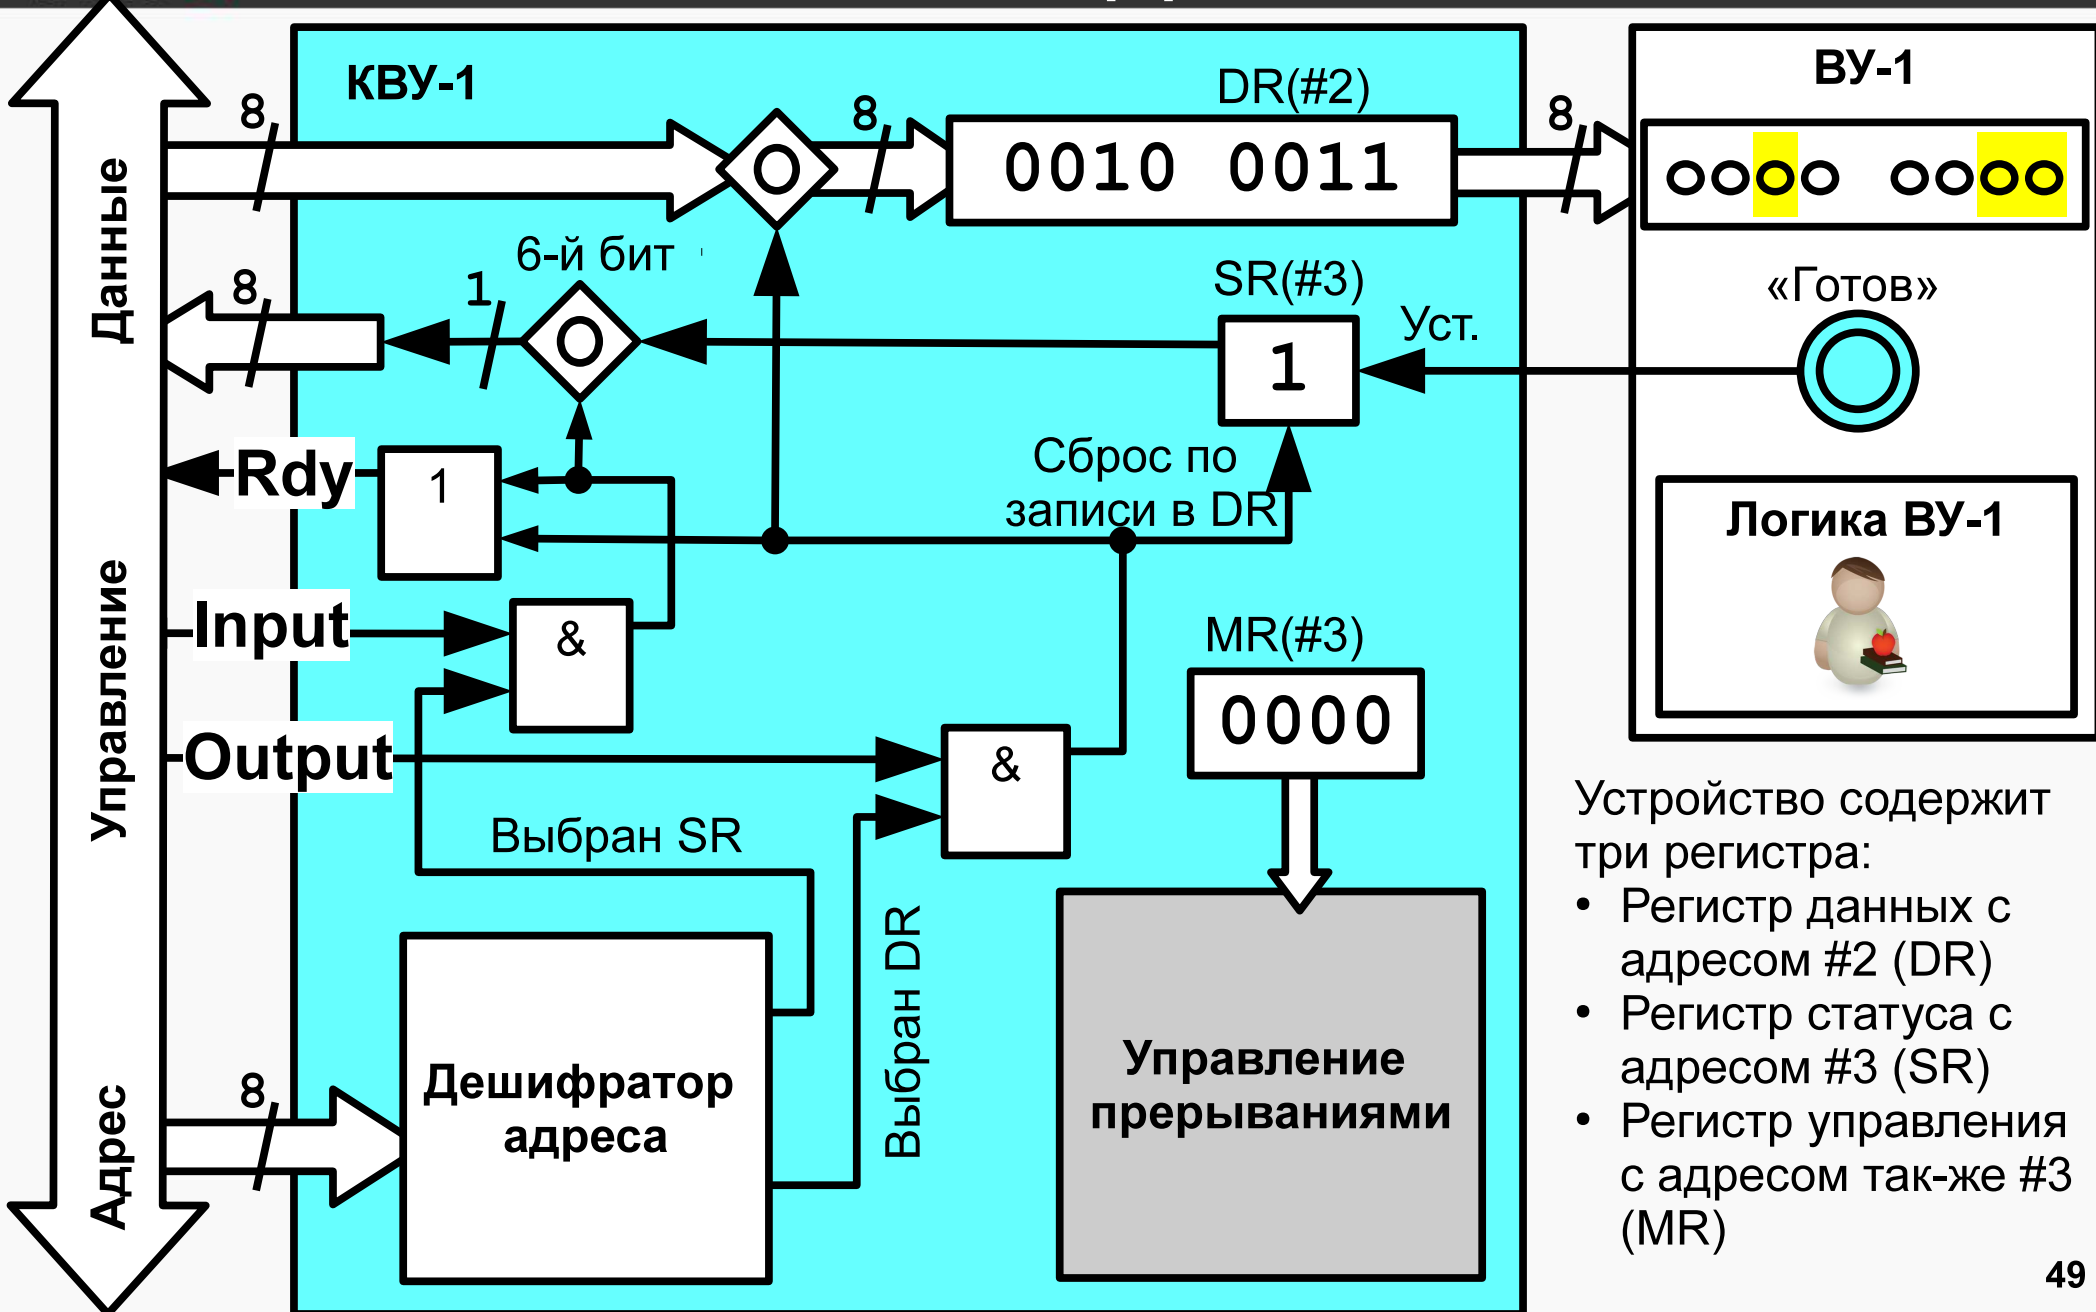 КВУ-1
DR(#2)
ВУ-1
8
8
8
0010 0011
Данные
6-й бит
8
1
SR(#3)
«Готов»
Уст.
1
Rdy
1
Сброс по
записи в DR
Логика ВУ-1
Управление
Input
&
MR(#3)
0000
Output
&
Выбран SR
Выбран DR
Адрес
8
Дешифратор
адреса
Управление
прерываниями
Устройство содержит
три регистра:
• Регистр данных с
адресом #2 (DR)
• Регистр статуса с
адресом #3 (SR)
• Регистр управления
с адресом так-же #3
(MR)
49